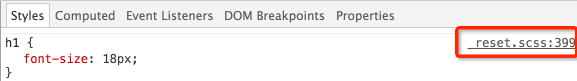 Styles Computed Event Listeners DOM Breakpoints Properties
h1 { _reset.scss:399
font-size: 18px;
}